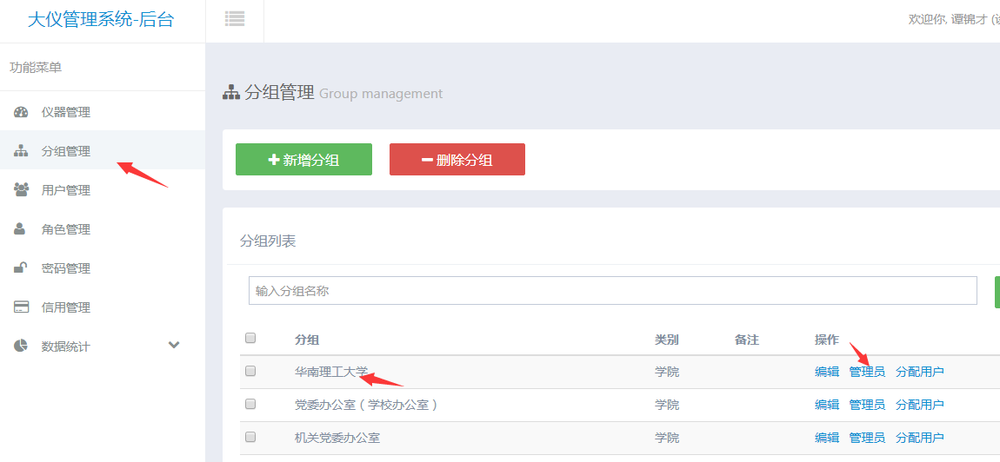 大仪管理系统-后台
欢迎你, 谭锦才 (
功能菜单
仪器管理
分组管理
用户管理
角色管理
密码管理
信用管理
数据统计
分组管理 Group management
新增分组 删除分组
分组列表
输入分组名称
分组 类别 备注 操作
华南理工大学 学院 编辑 管理员 分配用户
党委办公室（学校办公室） 学院 编辑 管理员 分配用户
机关党委办公室 学院 编辑 管理员 分配用户